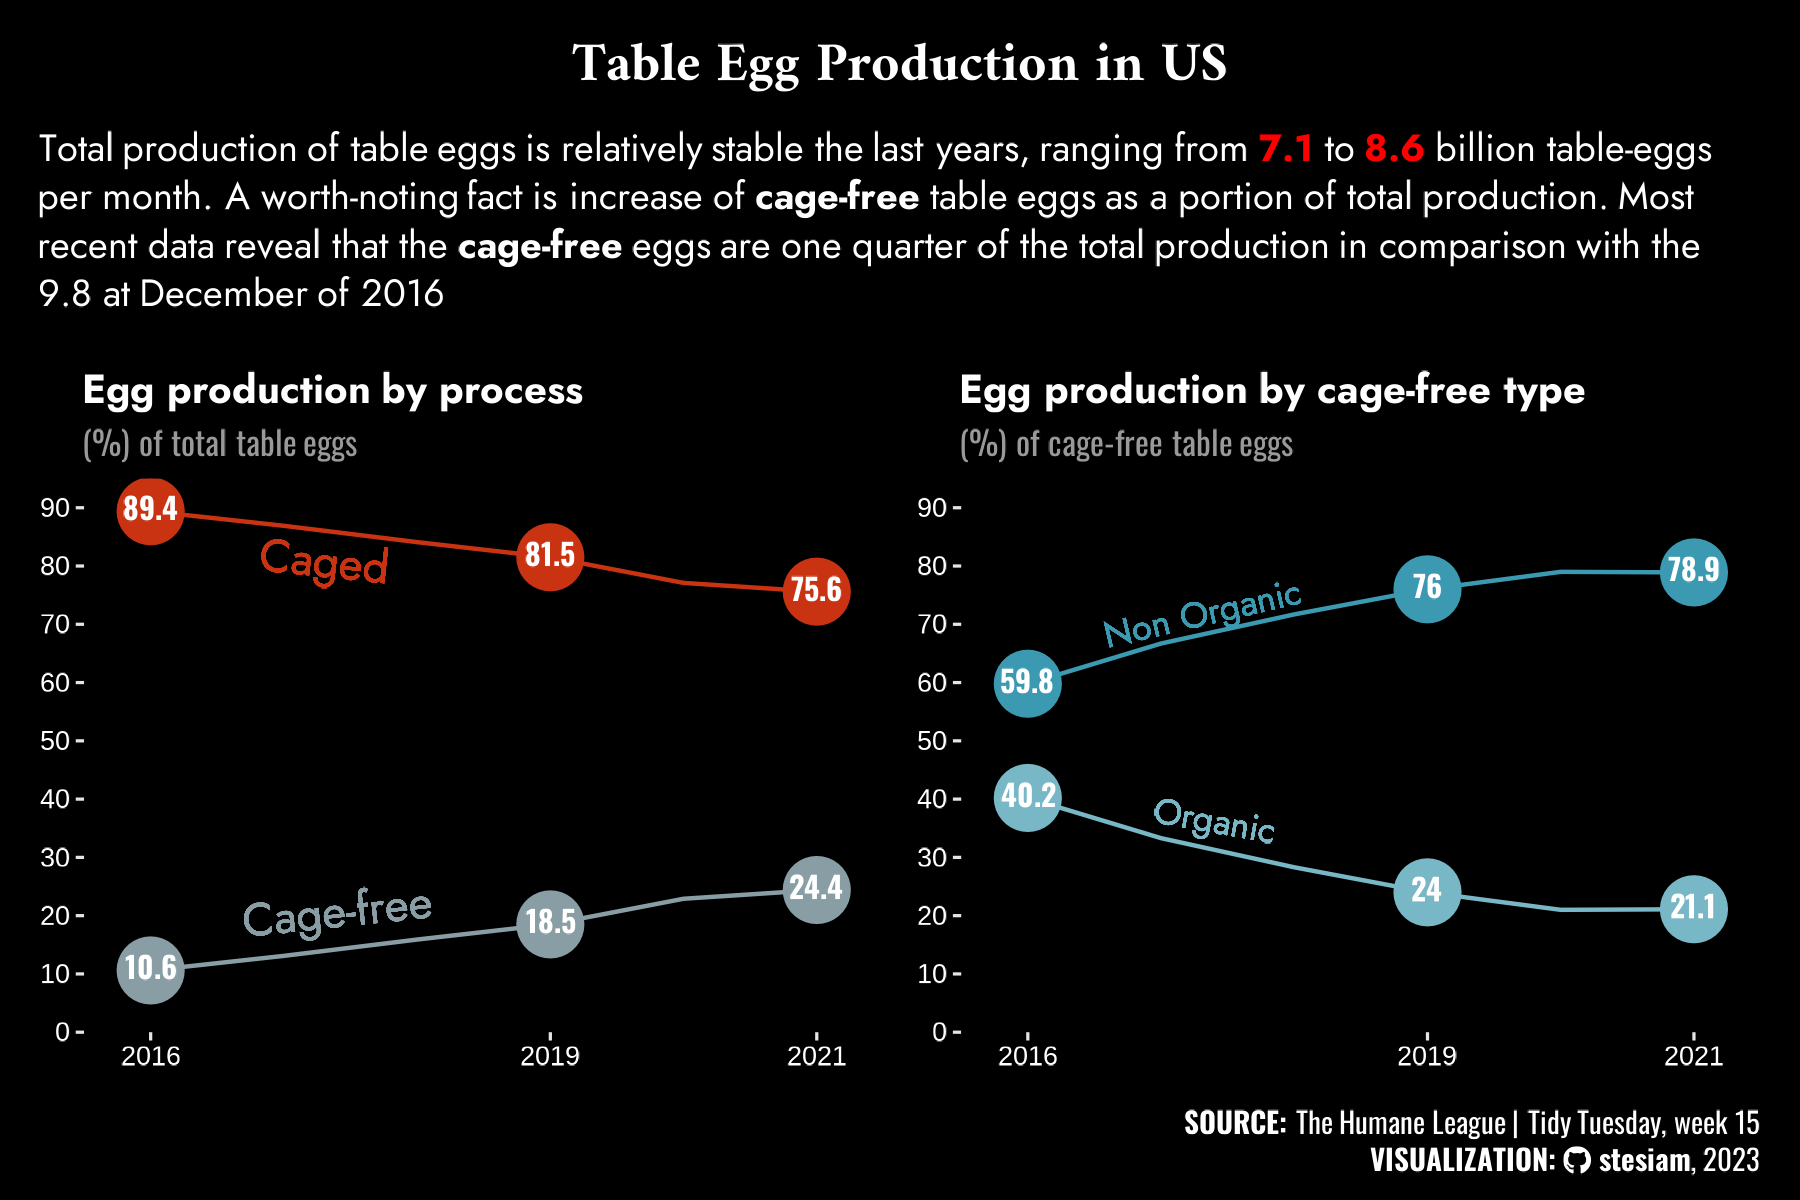 Table Egg Production in US
Total production of table eggs is relatively stable the last years, ranging from 7.1 to 8.6 billion table-eggs
per month. A worth-noting fact is increase of cage-free table eggs as a portion of total production. Most
recent data reveal that the cage-free eggs are one quarter of the total production in comparison with the
9.8 at December of 2016
Egg production by process
(%) of total table eggs
90
80
70
60
50
40
30
20
10
0
89.4
81.5
75.6
Caged
Cage-free
10.6
18.5
24.4
2016
2019
2021
Egg production by cage-free type
(%) of cage-free table eggs
90
80
70
60
50
40
30
20
10
0
59.8
76
78.9
Non Organic
Organic
40.2
24
21.1
2016
2019
2021
SOURCE: The Humane League | Tidy Tuesday, week 15
VISUALIZATION: stesiam, 2023